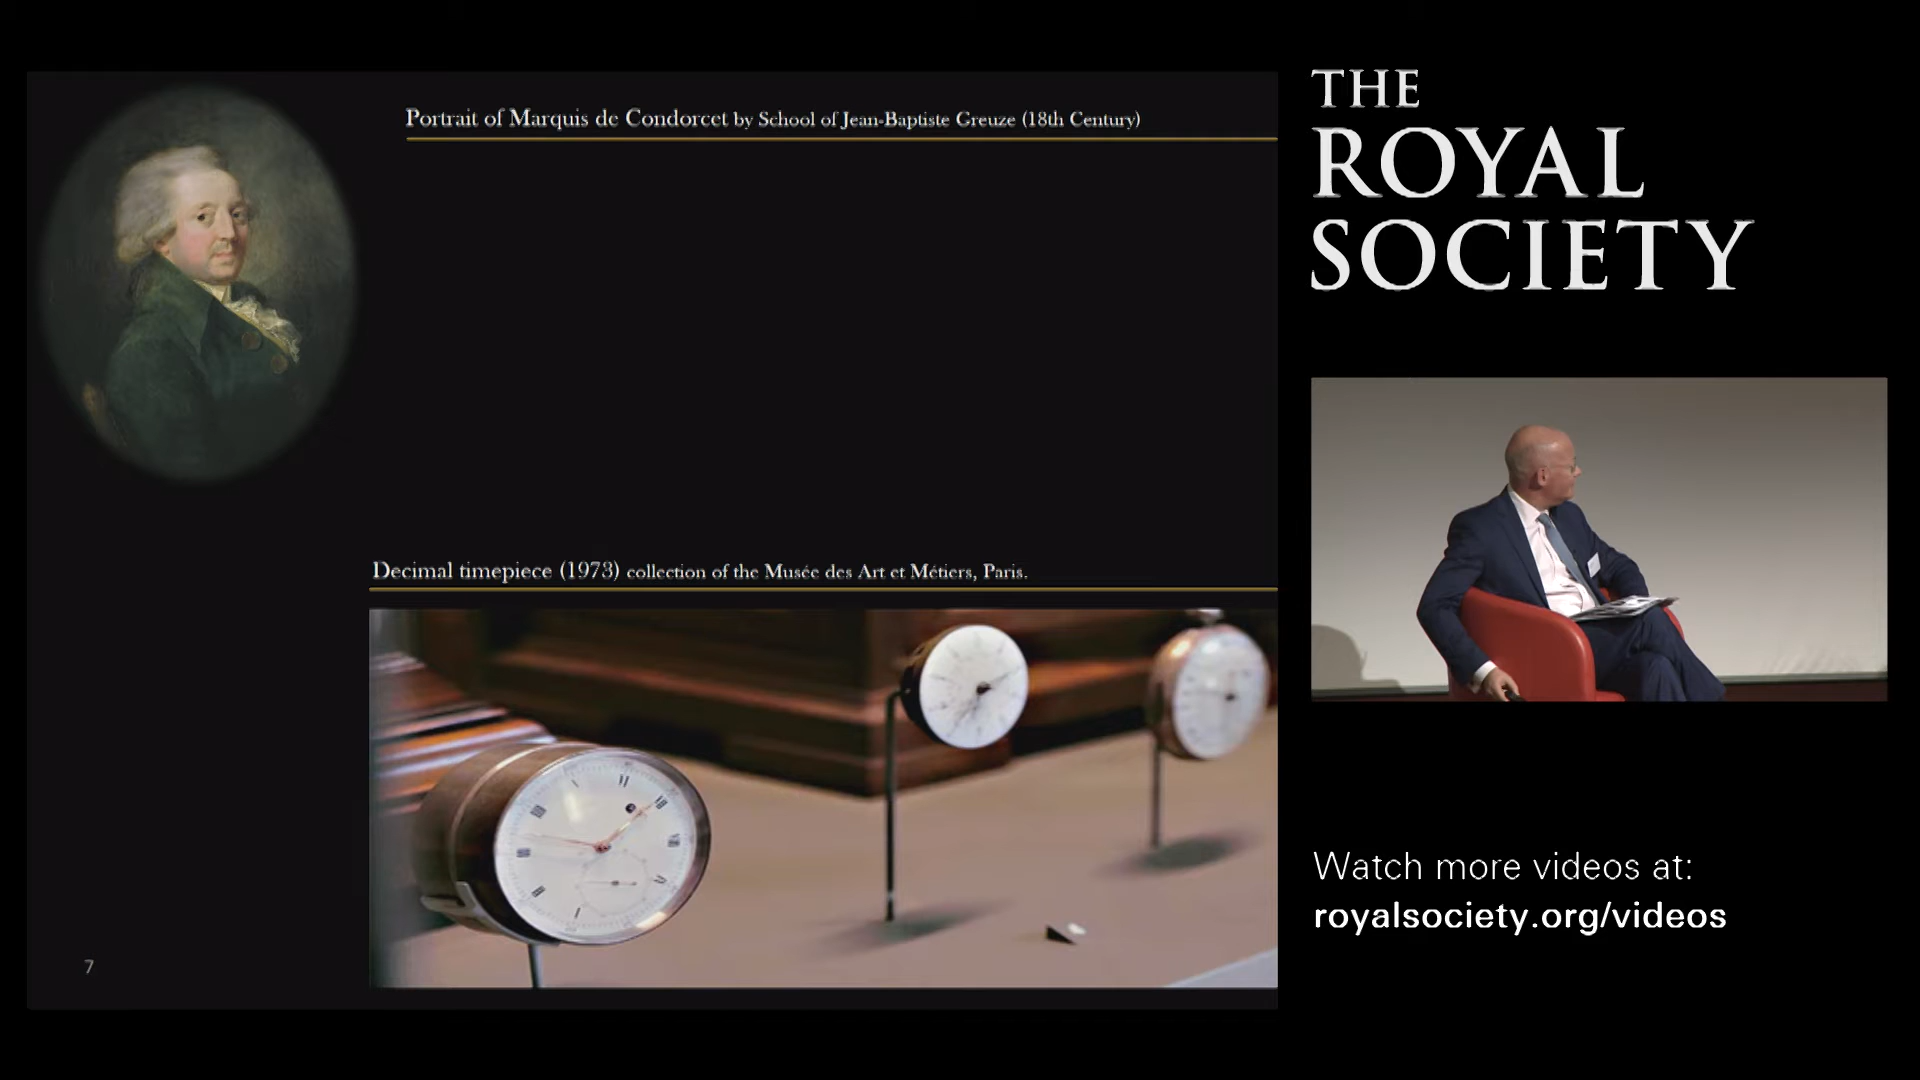 Portrait of Marquis de Condorcet by School of Jean-Baptiste Greuze (18th Century)
Decimal timepiece (1973) collection of the Musée des Art et Métiers, Paris.
7
THE
ROYAL
SOCIETY
Watch more videos at:
royalsociety.org/videos